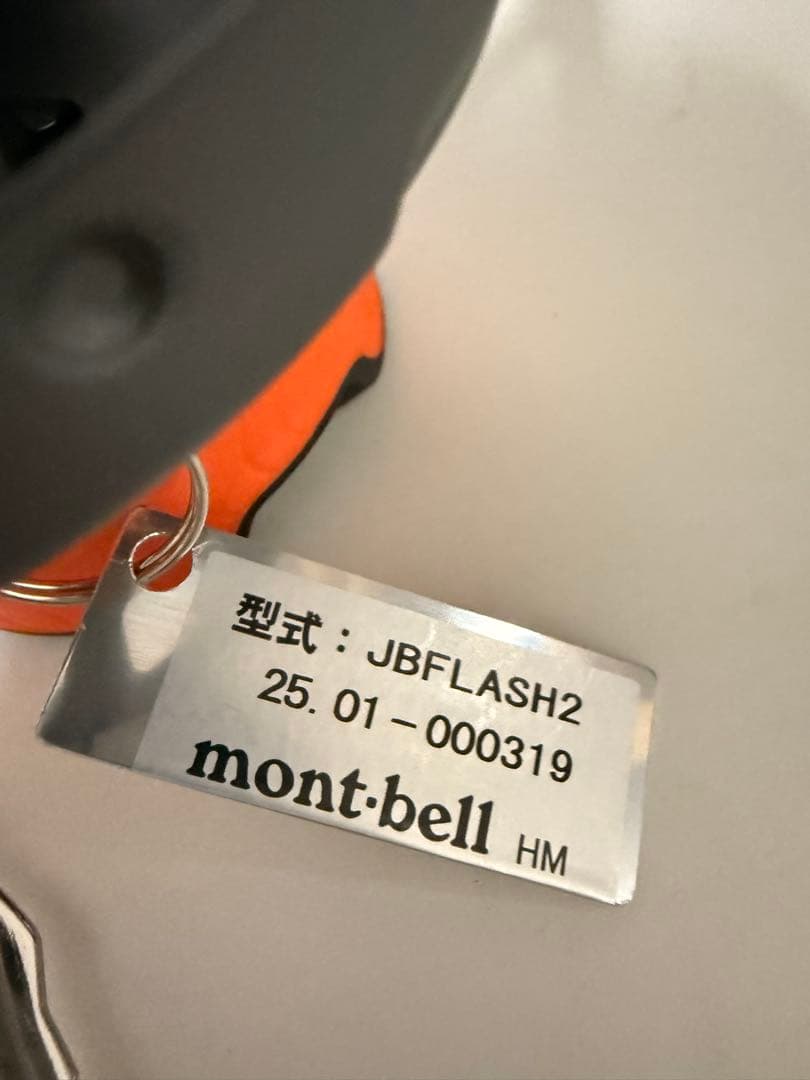 型式：JBFLASH2
25.01－000319
mont·bell HM